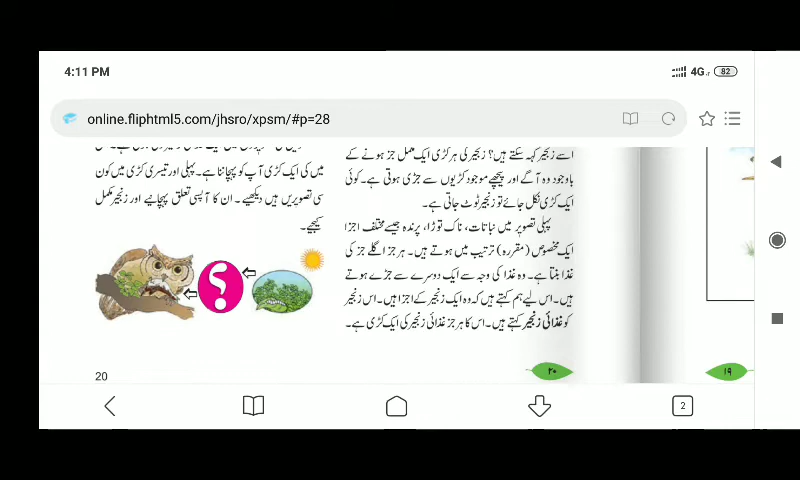 4:11 PM
4G
82
online.fliphtml5.com/jhsro/xpsm/#p=28
اسے زنجیر کہہ سکتے ہیں؟ زنجیر کی ہر کڑی ایک مکمل جز ہونے کے
باوجود وہ آگے اور پیچھے موجود کڑیوں سے جڑی ہوتی ہے۔ کوئی
ایک کڑی نکل جائے تو زنجیر ٹوٹ جاتی ہے۔
پہلی تصویر میں نباتات، ناک توڑا، پرندہ جیسے مختلف اجزا
ایک مخصوص (مقررہ) ترتیب میں ہوتے ہیں۔ ہر جز اگلے جز کی
غذا بنتا ہے۔ وہ غذا کی وجہ سے ایک دوسرے سے جڑے ہوتے
ہیں۔ اس لیے ہم کہتے ہیں کہ وہ ایک زنجیر کے اجزا ہیں۔ اس زنجیر
کو غذائی زنجیر کہتے ہیں۔ اس کا ہر جز غذائی زنجیر کی ایک کڑی ہے۔
میں کی ایک کڑی آپ کو پہچاننا ہے۔ پہلی اور تیسری کڑی میں کون
سی تصویریں ہیں دیکھیے۔ ان کا آپسی تعلق پہچانیے اور زنجیر مکمل
کیجیے۔
؟
۱۹
۲۰
20
2